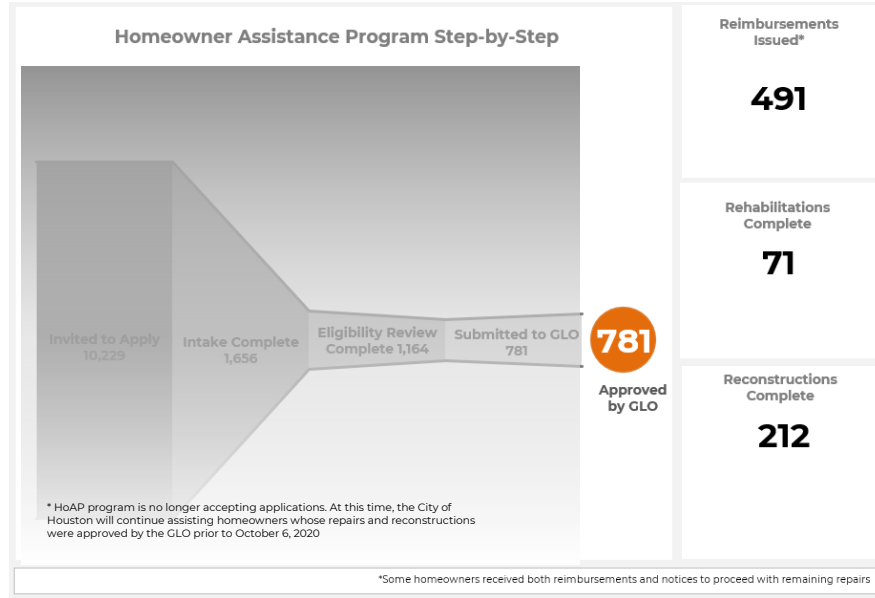 Homeowner Assistance Program Step-by-Step
Invited to Apply
10,229
Intake Complete
1,656
Eligibility Review
Complete 1,164
Submitted to GLO
781
781
Approved
by GLO
* HoAP program is no longer accepting applications. At this time, the City of
Houston will continue assisting homeowners whose repairs and reconstructions
were approved by the GLO prior to October 6, 2020
Reimbursements
Issued*
491
Rehabilitations
Complete
71
Reconstructions
Complete
212
*Some homeowners received both reimbursements and notices to proceed with remaining repairs